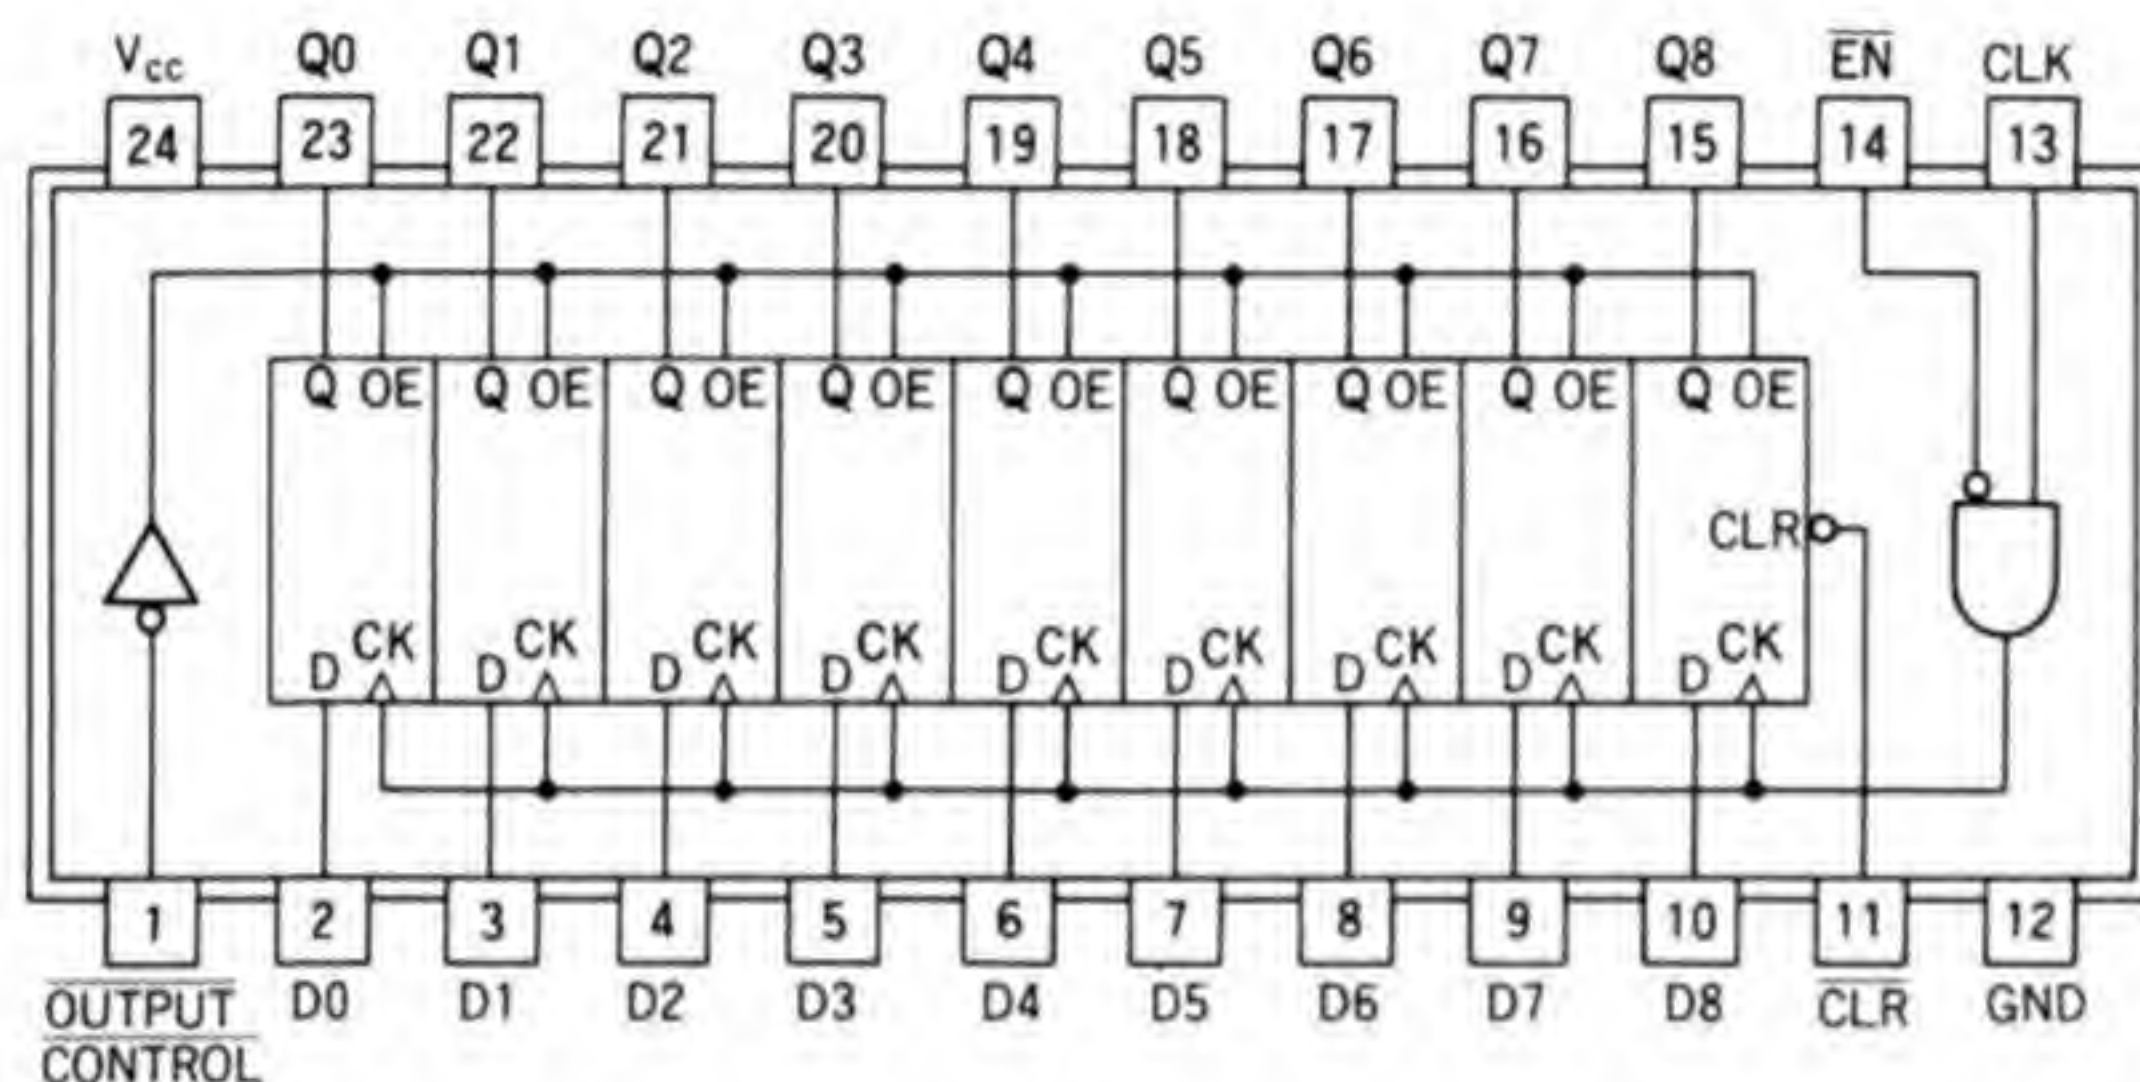 Vcc Q0 Q1 Q2 Q3 Q4 Q5 Q6 Q7 Q8 EN CLK
24 23 22 21 20 19 18 17 16 15 14 13
Q OE Q OE Q OE Q OE Q OE Q OE Q OE Q OE Q OE
CLR
D CK D CK D CK D CK D CK D CK D CK D CK D CK
1 2 3 4 5 6 7 8 9 10 11 12
OUTPUT D0 D1 D2 D3 D4 D5 D6 D7 D8 CLR GND
CONTROL